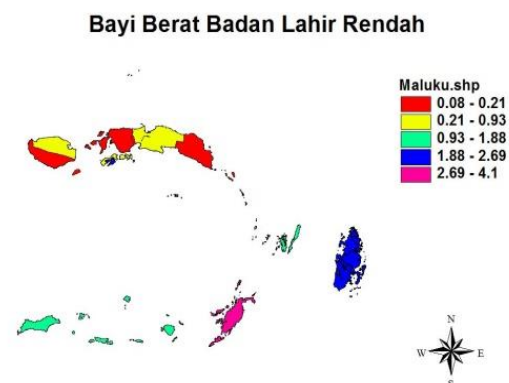 Bayi Berat Badan Lahir Rendah
Maluku.shp
0.08 - 0.21
0.21 - 0.93
0.93 - 1.88
1.88 - 2.69
2.69 - 4.1
N
W E
S